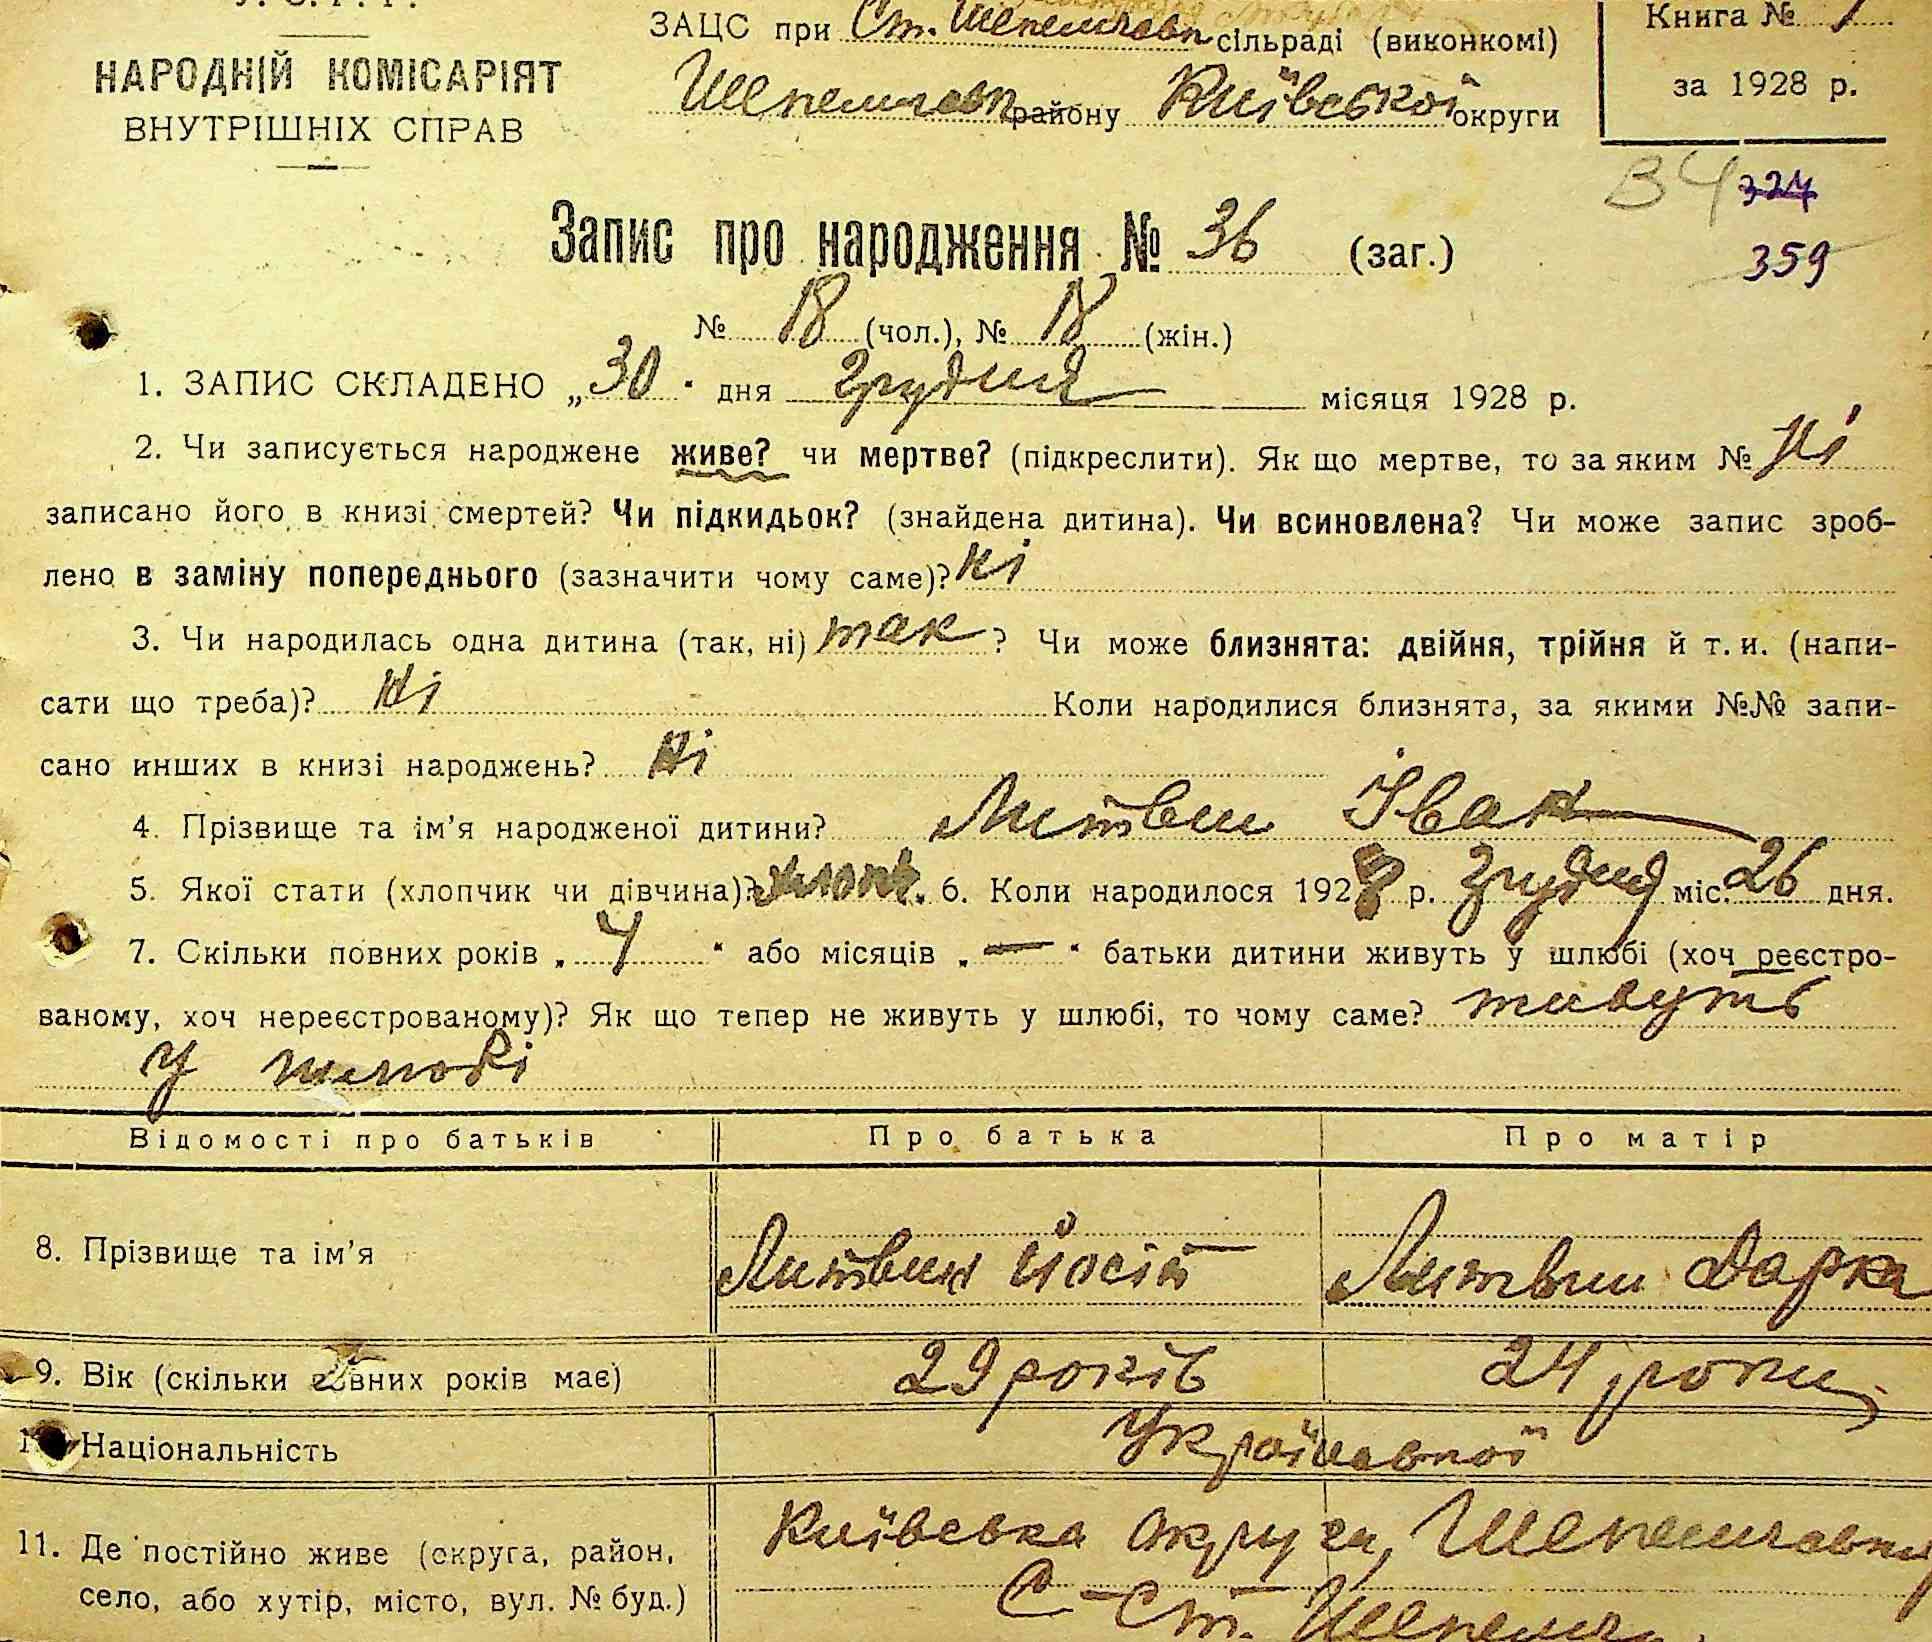 НАРОДНІЙ КОМІСАРІЯТ
ВНУТРІШНІХ СПРАВ
ЗАЦС при Ст. Шепелицьк сільраді (виконкомі)
Шепелицьк району Київської округи
Книга № 1
за 1928 р.
34 327
359
Запис про народження № 36 (заг.)
№ 18 (чол.), № 18 (жін.)
1. ЗАПИС СКЛАДЕНО „30" дня Грудня місяця 1928 р.
2. Чи записується народжене живе? чи мертве? (підкреслити). Як що мертве, то за яким № Ні
записано його в книзі смертей? Чи підкидьок? (знайдена дитина). Чи всиновлена? Чи може запис зроб-
лено в заміну попереднього (зазначити чому саме)? Ні
3. Чи народилась одна дитина (так, ні) так ? Чи може близнята: двійня, трійня й т. и. (напи-
сати що треба)? Ні Коли народилися близнята, за якими №№ запи-
сано инших в книзі народжень? Ні
4. Прізвище та ім'я народженої дитини? Литвин Іван
5. Якої стати (хлопчик чи дівчина)? хлопч. 6. Коли народилося 1928 р. Грудня міс. 26 дня.
7. Скільки повних років „ 4 " або місяців „ — " батьки дитини живуть у шлюбі (хоч реєстро-
ваному, хоч нереєстрованому)? Як що тепер не живуть у шлюбі, то чому саме? живуть
у шлюбі
Відомості про батьків Про батька Про матір
8. Прізвище та ім'я Литвин Йосип Литвин Дарка
9. Вік (скільки повних років має) 29 років 24 роки
Національність
11. Де постійно живе (округа, район, Київська округа,
село, або хутір, місто, вул. № буд.) С-Ст. Шепеличі